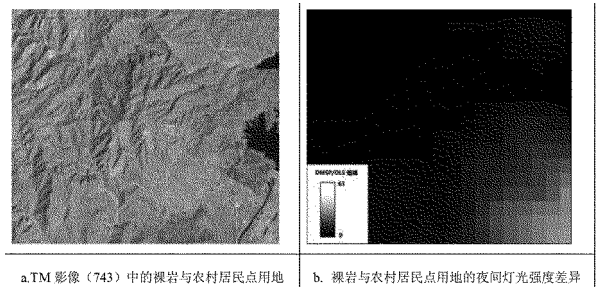 DMSP/OLS
63
0
a.TM 影像（743）中的裸岩与农村居民点用地
b. 裸岩与农村居民点用地的夜间灯光强度差异